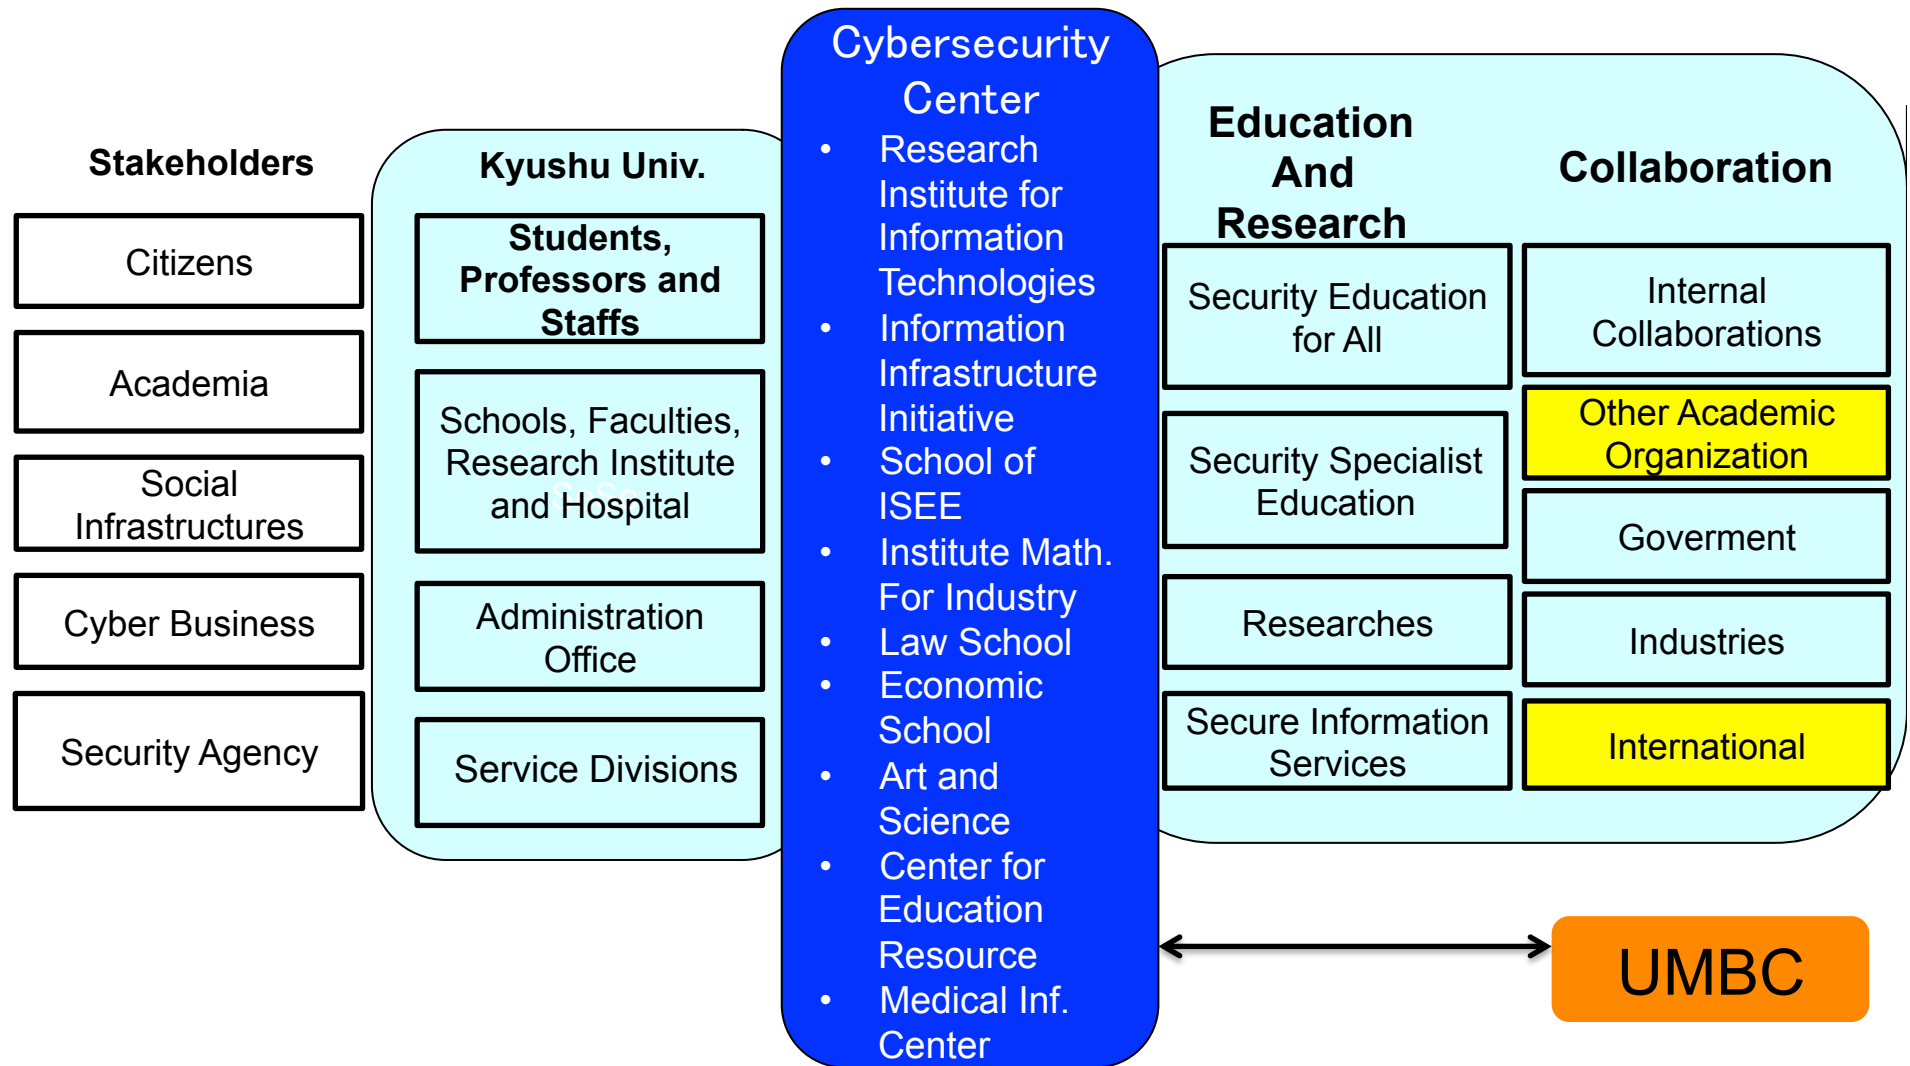 Stakeholders
Citizens
Academia
Social
Infrastructures
Cyber Business
Security Agency
Kyushu Univ.
Students,
Professors and
Staffs
Schools, Faculties,
Research Institute
and Hospital
Administration
Office
Service Divisions
Cybersecurity
Center
• Research
Institute for
Information
Technologies
• Information
Infrastructure
Initiative
• School of
ISEE
• Institute Math.
For Industry
• Law School
• Economic
School
• Art and
Science
• Center for
Education
Resource
• Medical Inf.
Center
Education
And
Research
Security Education
for All
Security Specialist
Education
Researches
Secure Information
Services
Collaboration
Internal
Collaborations
Other Academic
Organization
Goverment
Industries
International
UMBC